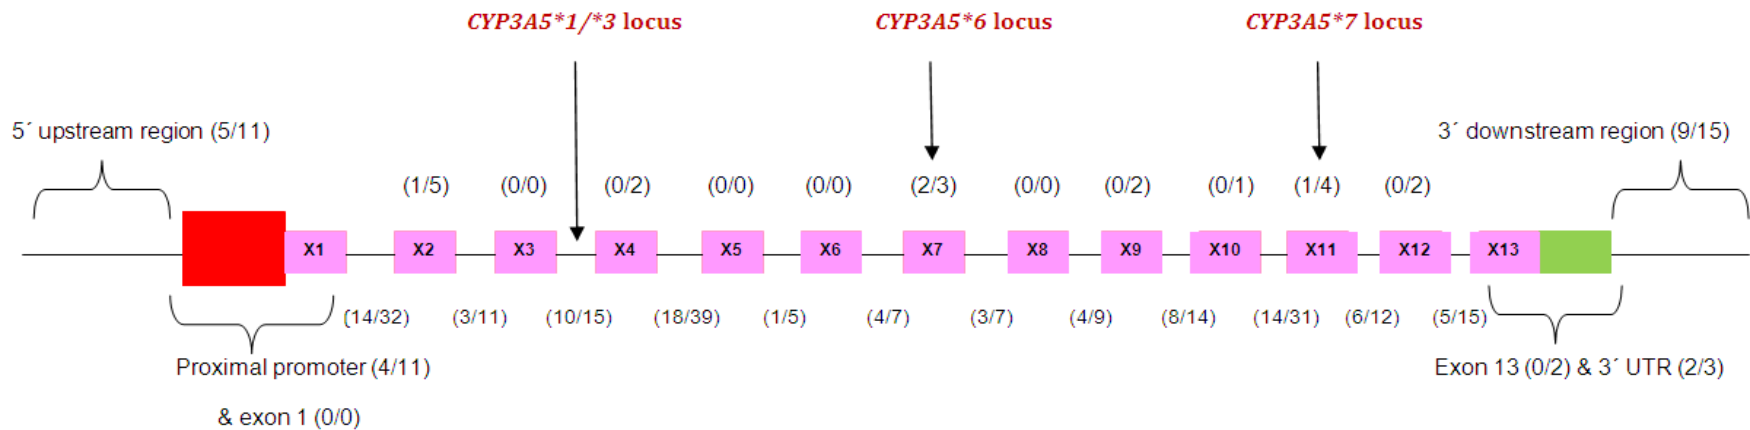 CYP3A5*1/*3 locus CYP3A5*6 locus CYP3A5*7 locus
5´ upstream region (5/11) 3´ downstream region (9/15)
(1/5) (0/0) (0/2) (0/0) (0/0) (2/3) (0/0) (0/2) (0/1) (1/4) (0/2)
X1 X2 X3 X4 X5 X6 X7 X8 X9 X10 X11 X12 X13
(14/32) (3/11) (10/15) (18/39) (1/5) (4/7) (3/7) (4/9) (8/14) (14/31) (6/12) (5/15)
Proximal promoter (4/11) Exon 13 (0/2) & 3´ UTR (2/3)
& exon 1 (0/0)